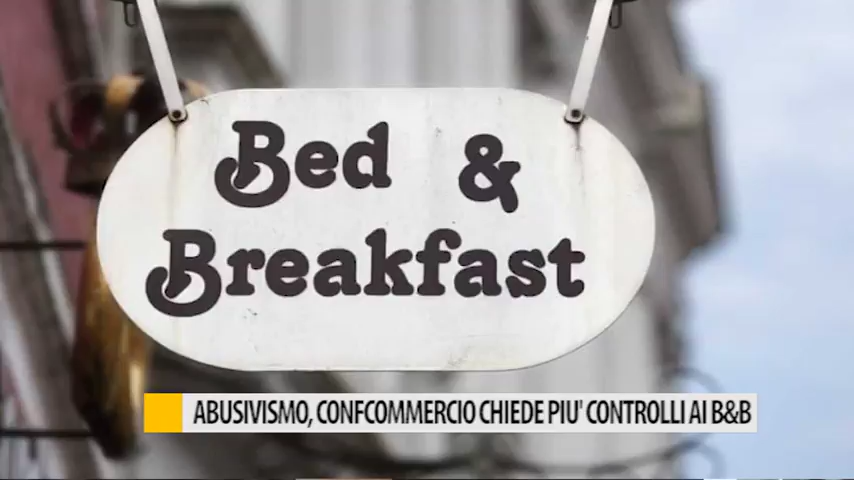 Bed &
Breakfast
ABUSIVISMO, CONFCOMMERCIO CHIEDE PIU' CONTROLLI AI B&B